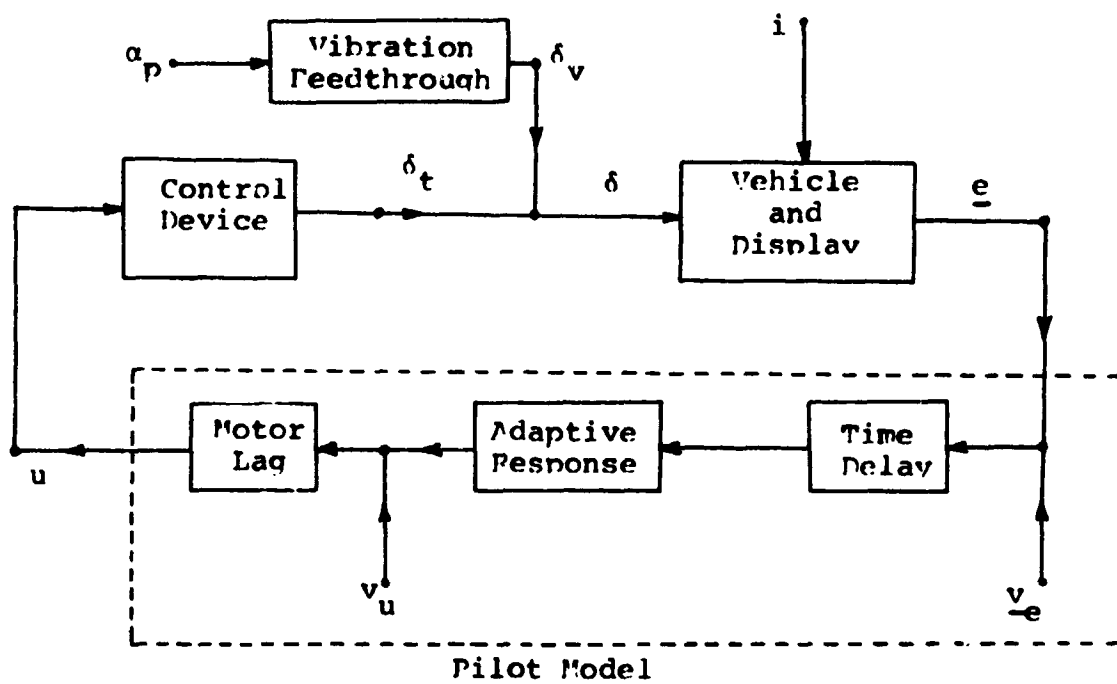 α_p
Vibration
Feedthrough
δ_v
i
Control
Device
δ_t
δ
Vehicle
and
Display
e
Motor
Lag
Adaptive
Response
Time
Delay
u
v_u
v_e
Pilot Model